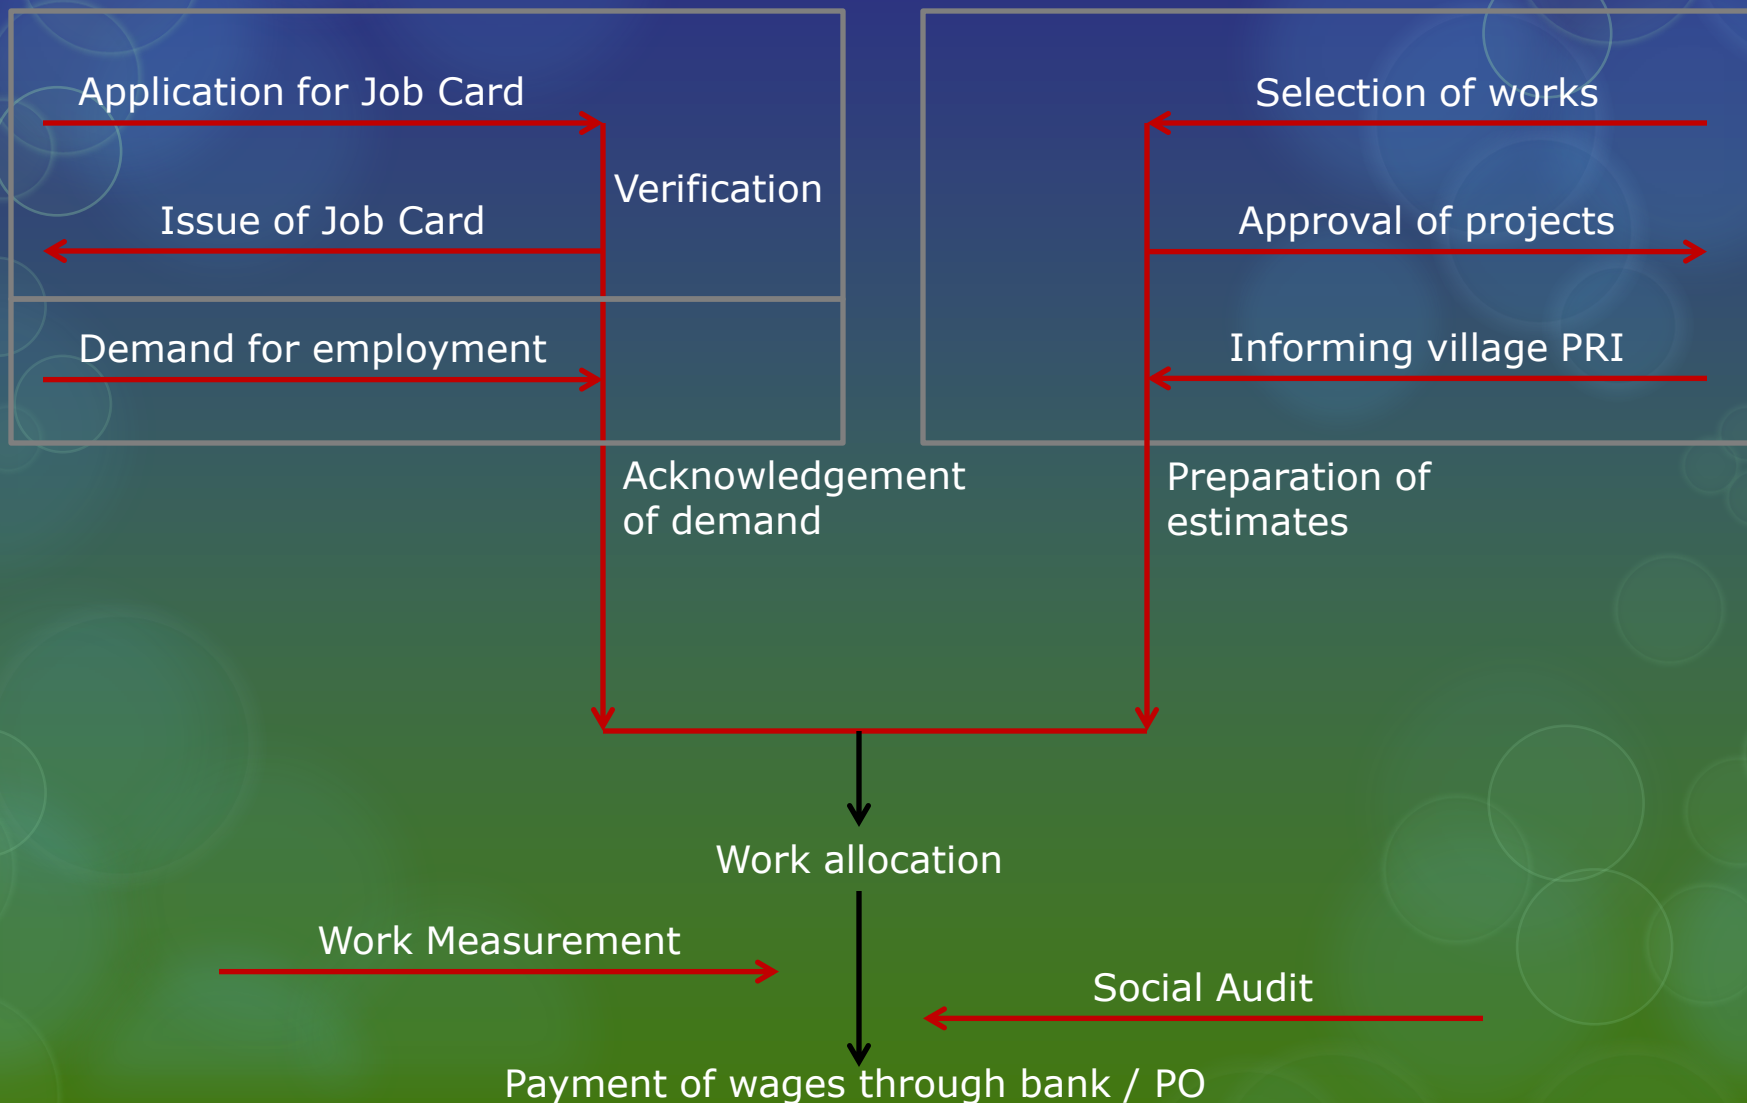 Application for Job Card
Selection of works
Verification
Issue of Job Card
Approval of projects
Demand for employment
Informing village PRI
Acknowledgement
of demand
Preparation of
estimates
Work allocation
Work Measurement
Social Audit
Payment of wages through bank / PO